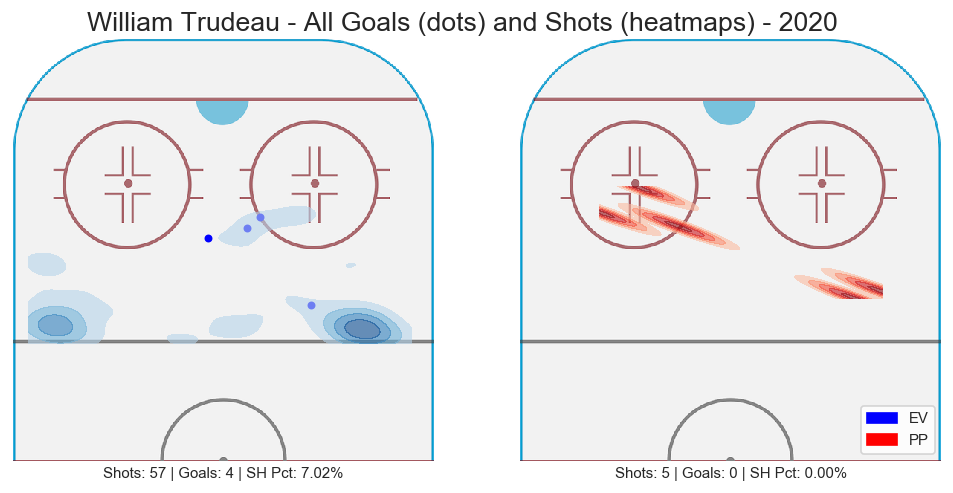 William Trudeau - All Goals (dots) and Shots (heatmaps) - 2020
EV
PP
Shots: 57 | Goals: 4 | SH Pct: 7.02%
Shots: 5 | Goals: 0 | SH Pct: 0.00%